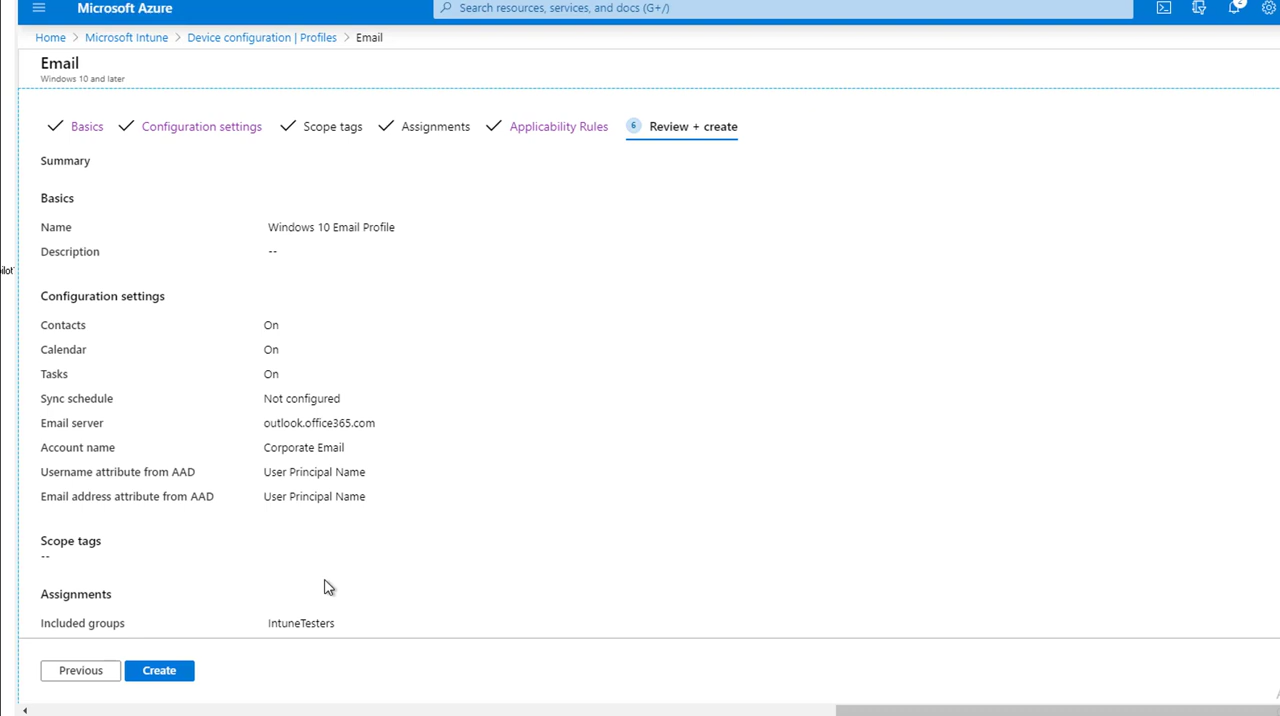 Microsoft Azure
Search resources, services, and docs (G+/)
2
Home > Microsoft Intune > Device configuration | Profiles > Email
Email
Windows 10 and later
Basics Configuration settings Scope tags Assignments Applicability Rules 6 Review + create
Summary
Basics
Name Windows 10 Email Profile
Description --
ilot
Configuration settings
Contacts On
Calendar On
Tasks On
Sync schedule Not configured
Email server outlook.office365.com
Account name Corporate Email
Username attribute from AAD User Principal Name
Email address attribute from AAD User Principal Name
Scope tags
--
Assignments
Included groups IntuneTesters
Previous Create